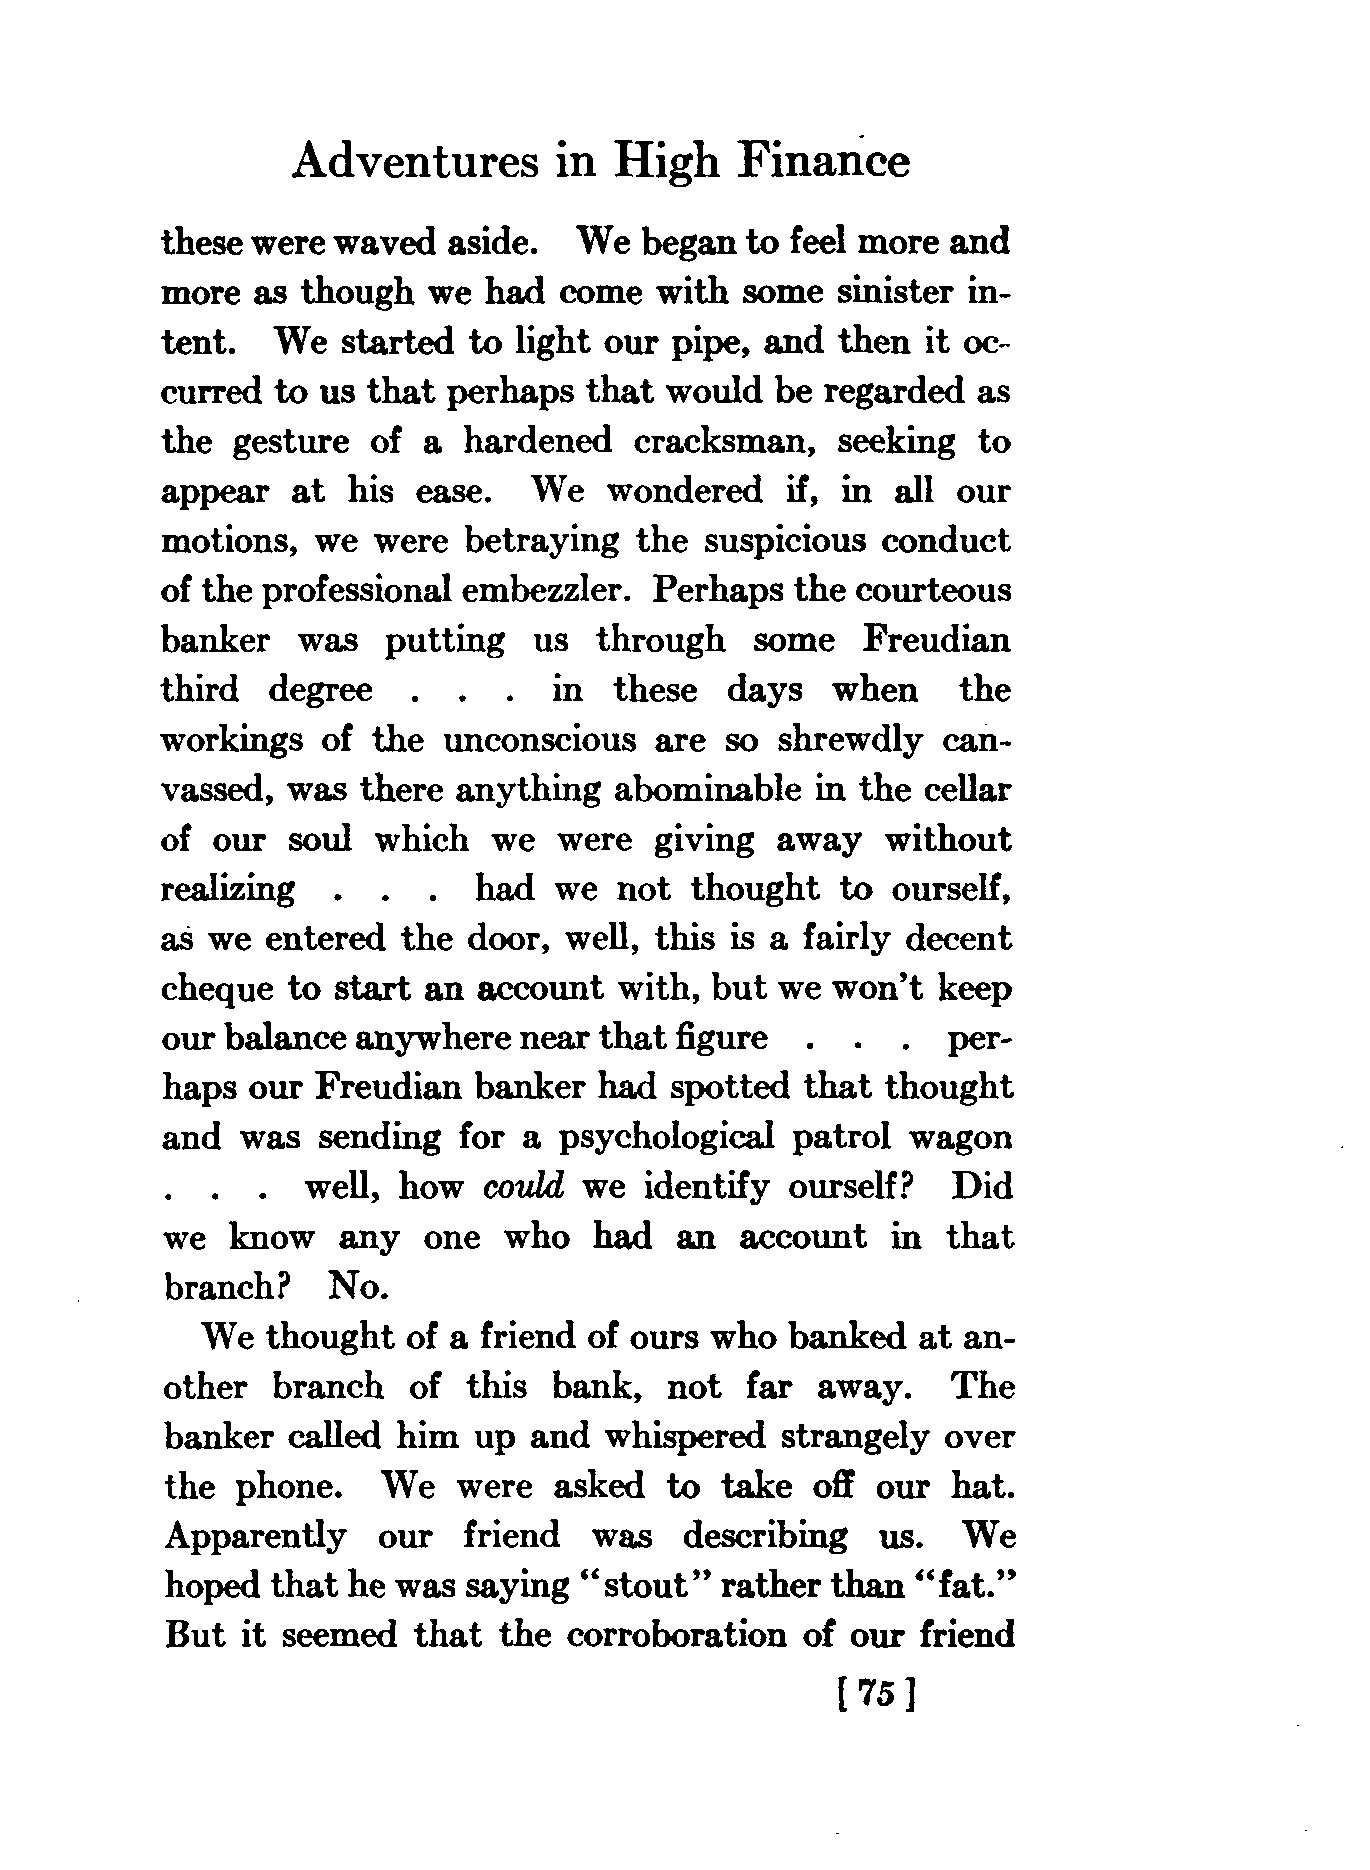 Adventures in High Finance
these were waved aside. We began to feel more and
more as though we had come with some sinister in-
tent. We started to light our pipe, and then it oc-
curred to us that perhaps that would be regarded as
the gesture of a hardened cracksman, seeking to
appear at his ease. We wondered if, in all our
motions, we were betraying the suspicious conduct
of the professional embezzler. Perhaps the courteous
banker was putting us through some Freudian
third degree . . . in these days when the
workings of the unconscious are so shrewdly can-
vassed, was there anything abominable in the cellar
of our soul which we were giving away without
realizing . . . had we not thought to ourself,
as we entered the door, well, this is a fairly decent
cheque to start an account with, but we won't keep
our balance anywhere near that figure . . . per-
haps our Freudian banker had spotted that thought
and was sending for a psychological patrol wagon
. . . well, how could we identify ourself? Did
we know any one who had an account in that
branch? No.
We thought of a friend of ours who banked at an-
other branch of this bank, not far away. The
banker called him up and whispered strangely over
the phone. We were asked to take off our hat.
Apparently our friend was describing us. We
hoped that he was saying "stout" rather than "fat."
But it seemed that the corroboration of our friend
[ 75 ]